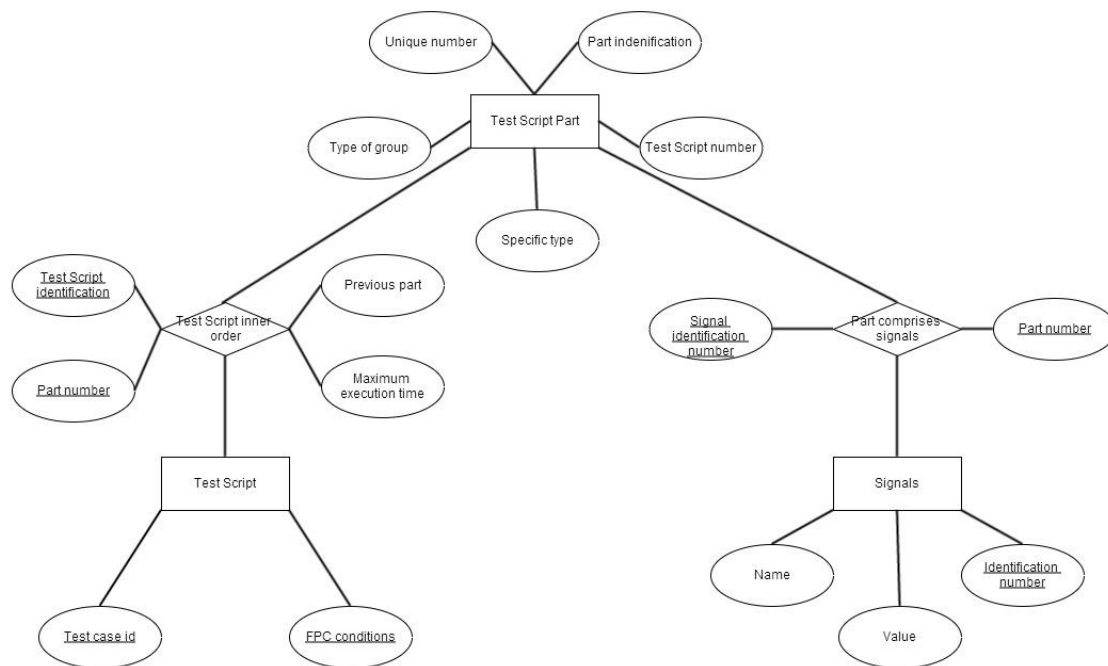 Unique number
Part indenification
Test Script Part
Type of group
Test Script number
Specific type
Test Script
identification
Previous part
Test Script inner
order
Part number
Maximum
execution time
Signal
identification
number
Part comprises
signals
Part number
Test Script
Signals
Test case id
FPC conditions
Name
Value
Identification
number